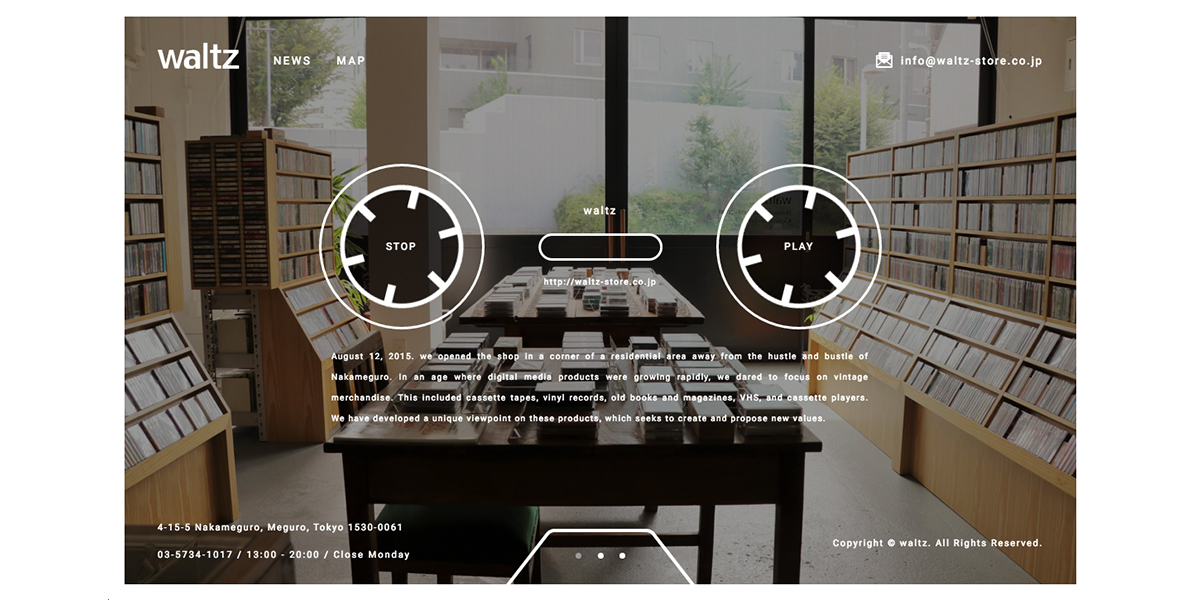 waltz
NEWS MAP
info@waltz-store.co.jp
waltz
STOP
PLAY
http://waltz-store.co.jp
August 12, 2015. we opened the shop in a corner of a residential area away from the hustle and bustle of
Nakameguro. In an age where digital media products were growing rapidly, we dared to focus on vintage
merchandise. This included cassette tapes, vinyl records, old books and magazines, VHS, and cassette players.
We have developed a unique viewpoint on these products, which seeks to create and propose new values.
4-15-5 Nakameguro, Meguro, Tokyo 1530-0061
03-5734-1017 / 13:00 - 20:00 / Close Monday
Copyright © waltz. All Rights Reserved.